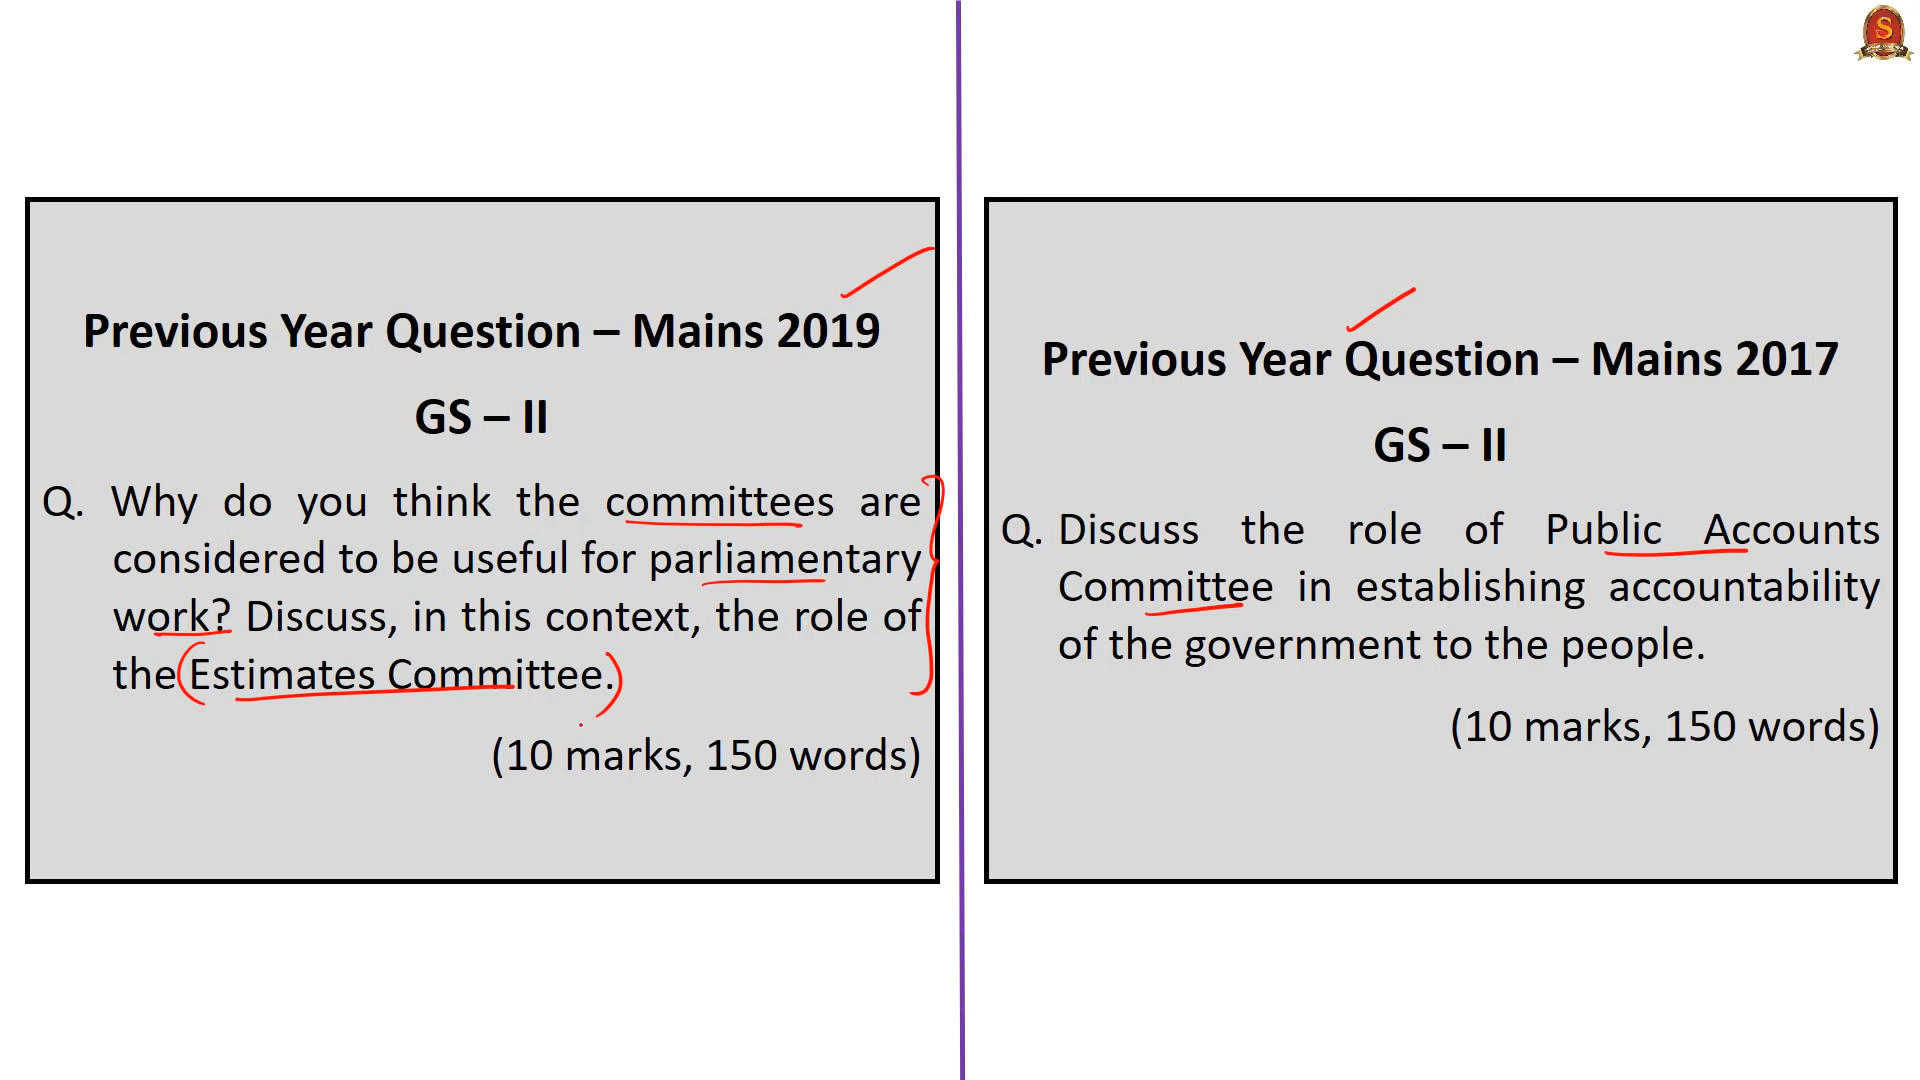 Previous Year Question – Mains 2019
GS – II
Q. Why do you think the committees are
considered to be useful for parliamentary
work? Discuss, in this context, the role of
the Estimates Committee.
(10 marks, 150 words)
Previous Year Question – Mains 2017
GS – II
Q. Discuss the role of Public Accounts
Committee in establishing accountability
of the government to the people.
(10 marks, 150 words)
S